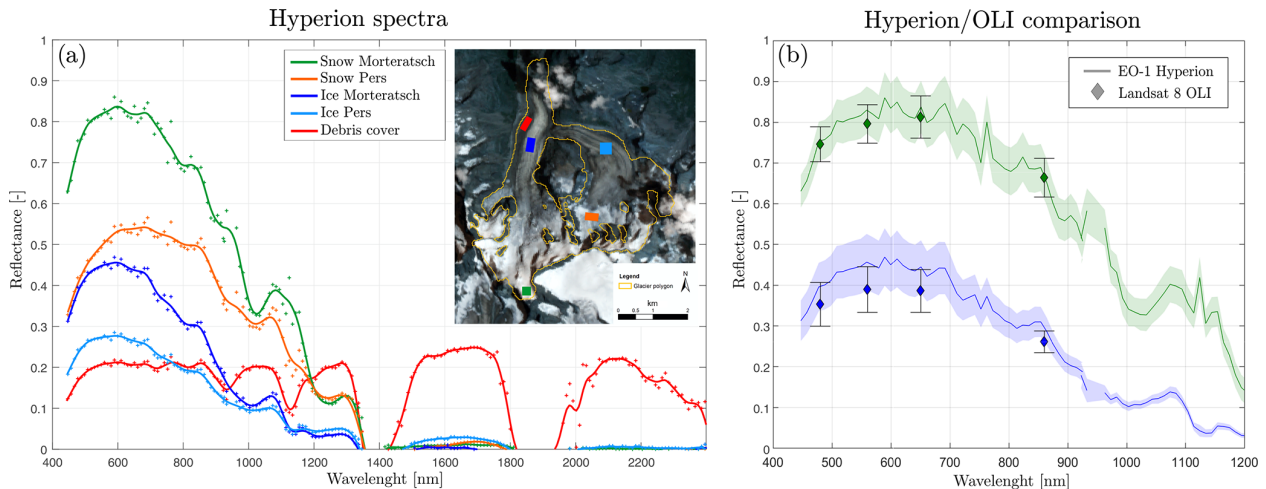 Hyperion spectra
(a)
1
0.9
0.8
0.7
0.6
0.5
0.4
0.3
0.2
0.1
0
Reflectance [-]
400 600 800 1000 1200 1400 1600 1800 2000 2200
Wavelenght [nm]
Snow Morteratsch
Snow Pers
Ice Morteratsch
Ice Pers
Debris cover
Legend
Glacier polygon
N
km
0 0.5 1 2
Hyperion/OLI comparison
(b)
1
0.9
0.8
0.7
0.6
0.5
0.4
0.3
0.2
0.1
0
Reflectance [-]
400 500 600 700 800 900 1000 1100 1200
Wavelenght [nm]
EO-1 Hyperion
Landsat 8 OLI